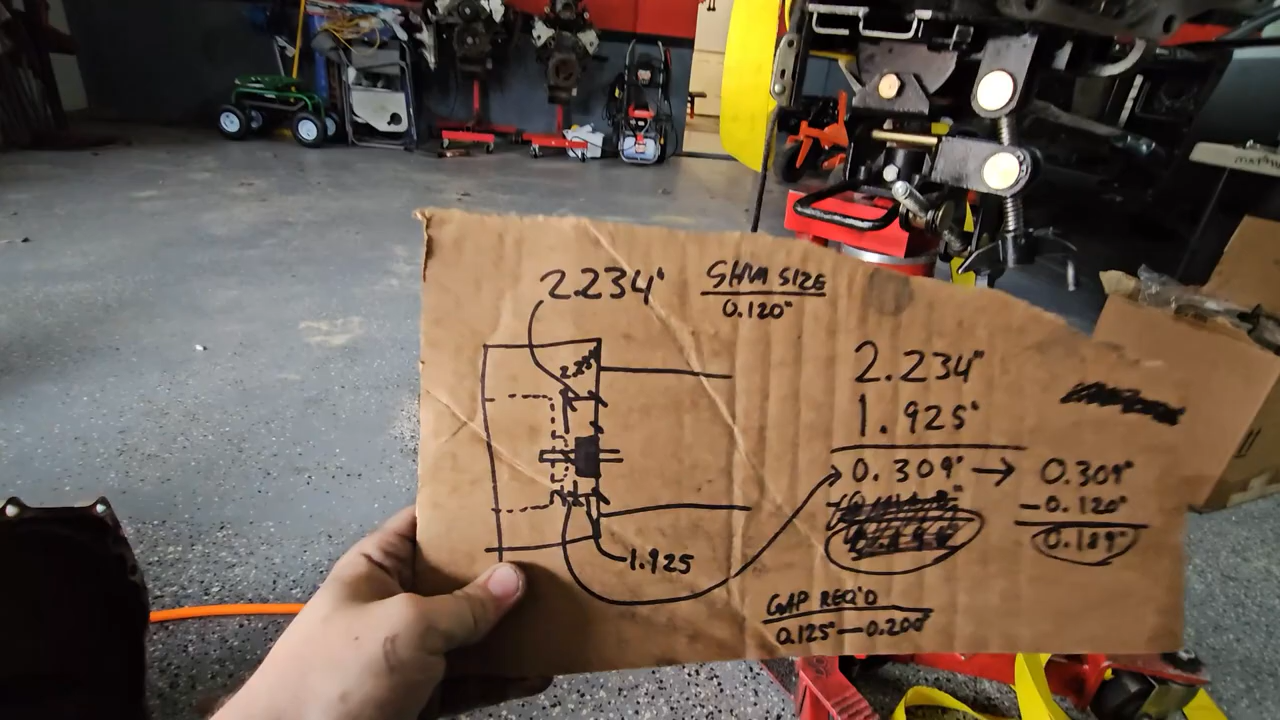 2.234"
SHIM SIZE
0.120"
2.234"
1.925"
0.309" → 0.309"
-0.120"
0.189"
1.925
GAP REQ'D
0.125"—0.200"